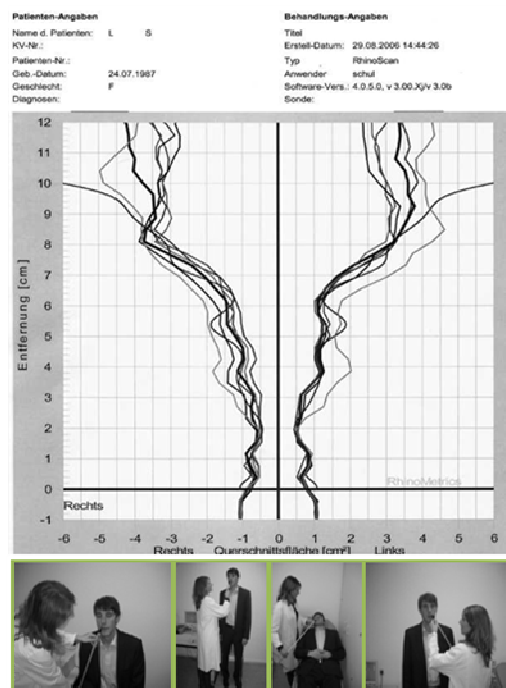 Patienten-Angaben
Name d. Patienten: L S
KV-Nr.:
Patienten-Nr.:
Geb.-Datum: 24.07.1987
Geschlecht: F
Diagnosen:
Behandlungs-Angaben
Titel
Erstell-Datum: 29.08.2006 14:44:26
Typ RhinoScan
Anwender schul
Software-Vers.: 4.0.5.0, v 3.00.Xj/v 3.0b
Sonde:
Entfernung [cm]
12
11
10
9
8
7
6
5
4
3
2
1
0
-1
RhinoMetrics
Rechts
-6 -5 -4 -3 -2 -1 0 1 2 3 4 5 6
Rechts Querschnittsfläche [cm²] Links